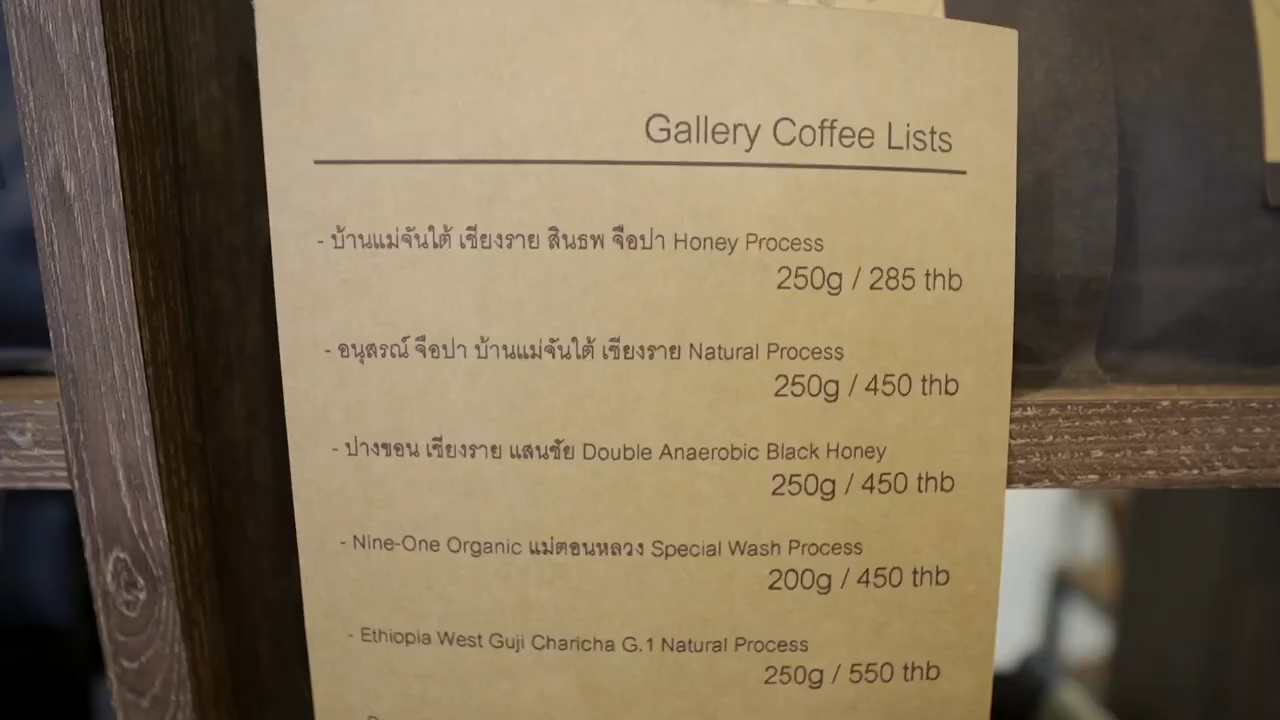 Gallery Coffee Lists
- บ้านแม่จันใต้ เชียงราย สินธพ จือปา Honey Process
250g / 285 thb
- อนุสรณ์ จือปา บ้านแม่จันใต้ เชียงราย Natural Process
250g / 450 thb
- ปางขอน เชียงราย แสนชัย Double Anaerobic Black Honey
250g / 450 thb
- Nine-One Organic แม่ตอนหลวง Special Wash Process
200g / 450 thb
- Ethiopia West Guji Charicha G.1 Natural Process
250g / 550 thb